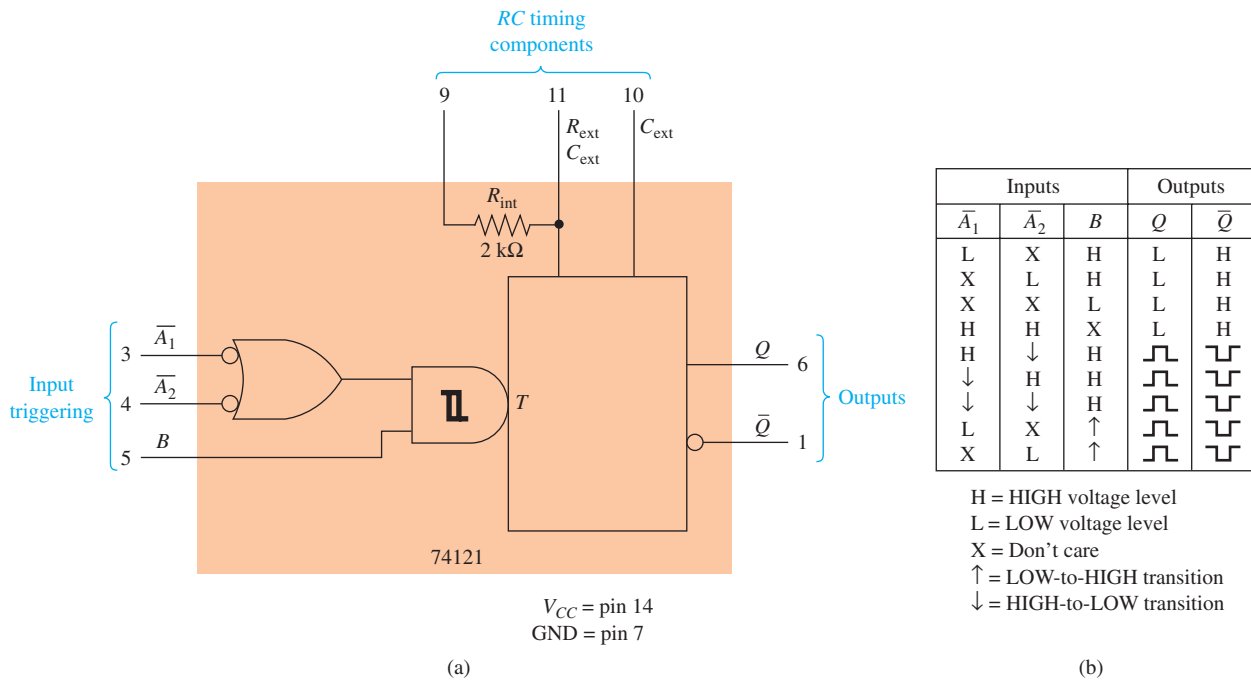 RC timing
components
9 11 10
R_ext
C_ext
C_ext
R_int
2 kΩ
Input
triggering
3 A̅₁
4 A̅₂
5 B
T
Q 6
Q̅ 1
Outputs
74121
V_CC = pin 14
GND = pin 7
(a)
Inputs Outputs
A̅₁ A̅₂ B Q Q̅
L X H L H
X L H L H
X X L L H
H H X L H
H ↓ H
↓ H H
↓ ↓ H
L X ↑
X L ↑
H = HIGH voltage level
L = LOW voltage level
X = Don't care
↑ = LOW-to-HIGH transition
↓ = HIGH-to-LOW transition
(b)